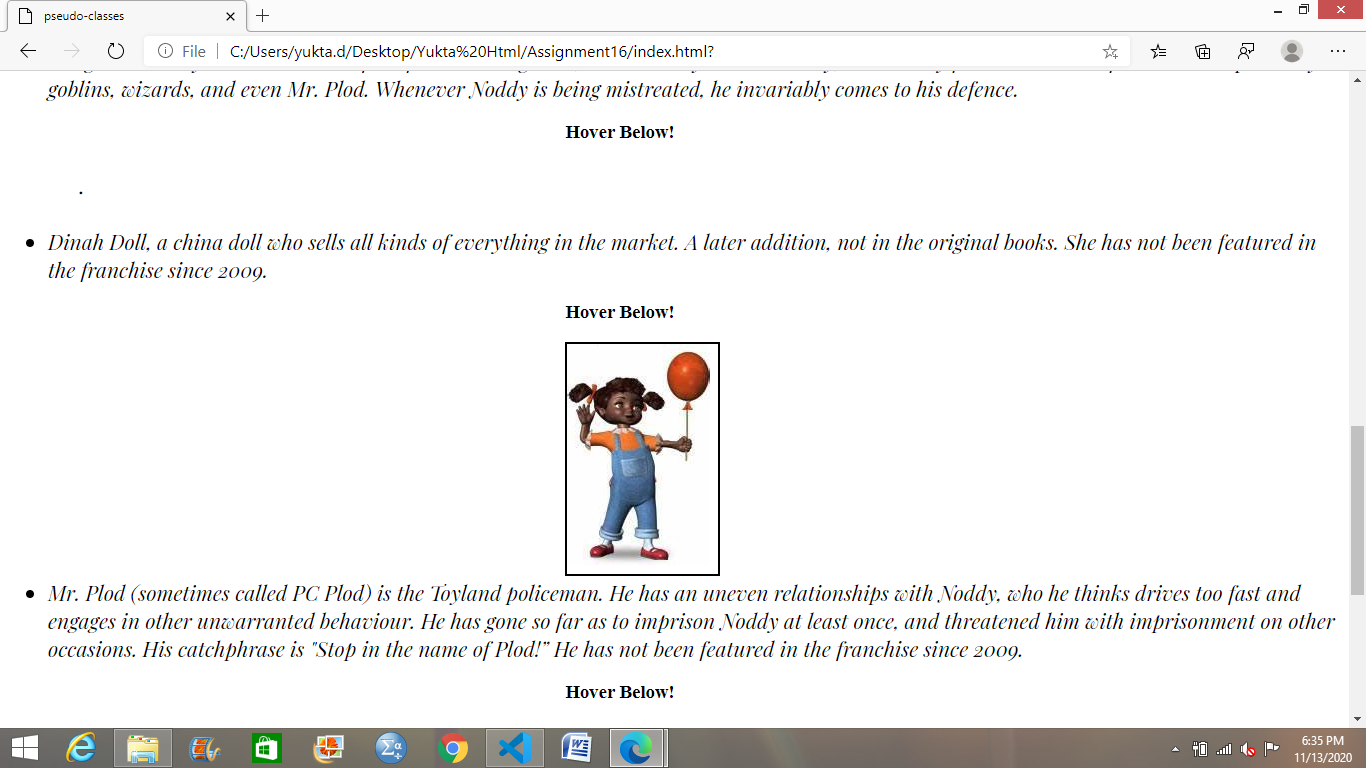 pseudo-classes
File
C:/Users/yukta.d/Desktop/Yukta%20Html/Assignment16/index.html?
goblins, wizards, and even Mr. Plod. Whenever Noddy is being mistreated, he invariably comes to his defence.
Hover Below!
.
• Dinah Doll, a china doll who sells all kinds of everything in the market. A later addition, not in the original books. She has not been featured in
the franchise since 2009.
Hover Below!
• Mr. Plod (sometimes called PC Plod) is the Toyland policeman. He has an uneven relationships with Noddy, who he thinks drives too fast and
engages in other unwarranted behaviour. He has gone so far as to imprison Noddy at least once, and threatened him with imprisonment on other
occasions. His catchphrase is "Stop in the name of Plod!” He has not been featured in the franchise since 2009.
Hover Below!
6:35 PM
11/13/2020